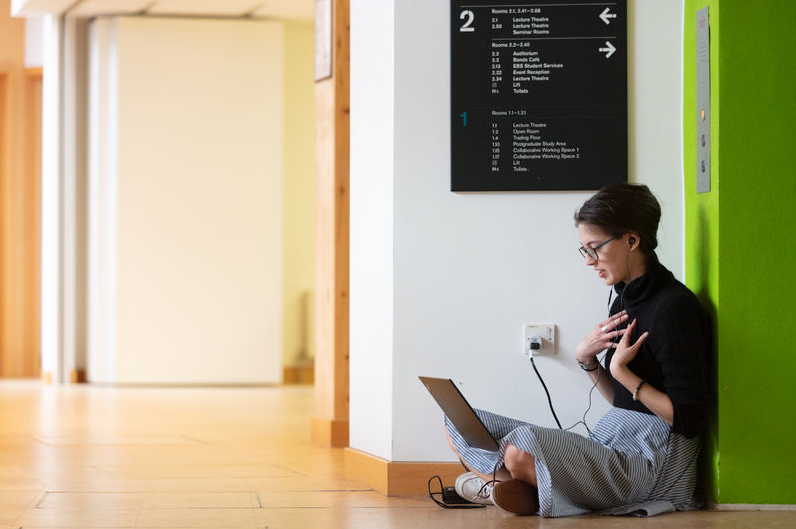 2
Rooms 2.1, 2.41–2.68
2.1 Lecture Theatre
2.50 Lecture Theatre
Seminar Rooms
Rooms 2.2–2.40
2.2 Auditorium
2.3 Bonds Café
2.13 EBS Student Services
2.22 Event Reception
2.34 Lecture Theatre
Lift
Toilets
1
Rooms 1.1–1.21
1.1 Lecture Theatre
1.2 Open Room
1.4 Trading Floor
1.10 Postgraduate Study Area
1.16 Collaborative Working Space 1
1.17 Collaborative Working Space 2
Lift
Toilets